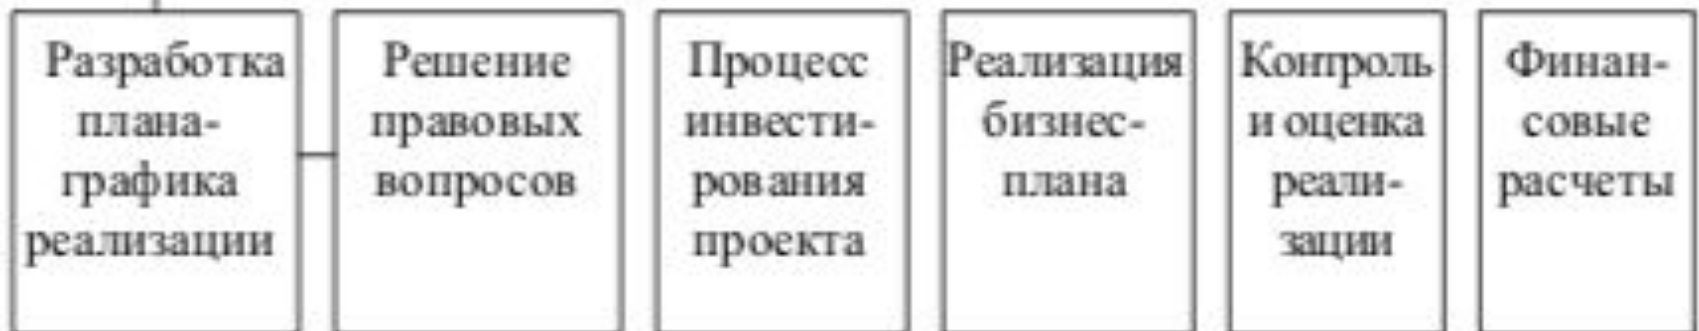 Разработка
плана-
графика
реализации
Решение
правовых
вопросов
Процесс
инвести-
рования
проекта
Реализация
бизнес-
плана
Контроль
и оценка
реали-
зации
Финан-
совые
расчеты